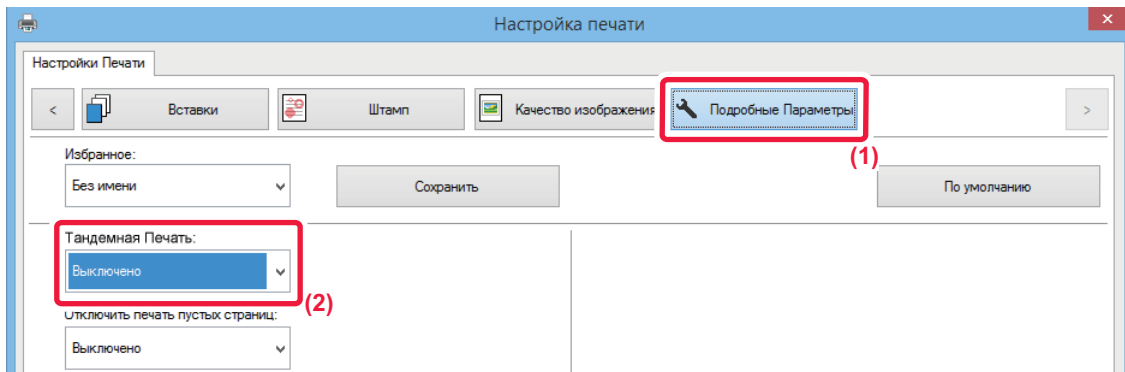 Настройка печати
Настройки Печати
< Вставки Штамп Качество изображения Подробные Параметры >
(1)
Избранное:
Без имени Сохранить По умолчанию
Тандемная Печать:
Выключено
(2)
Отключить печать пустых страниц:
Выключено